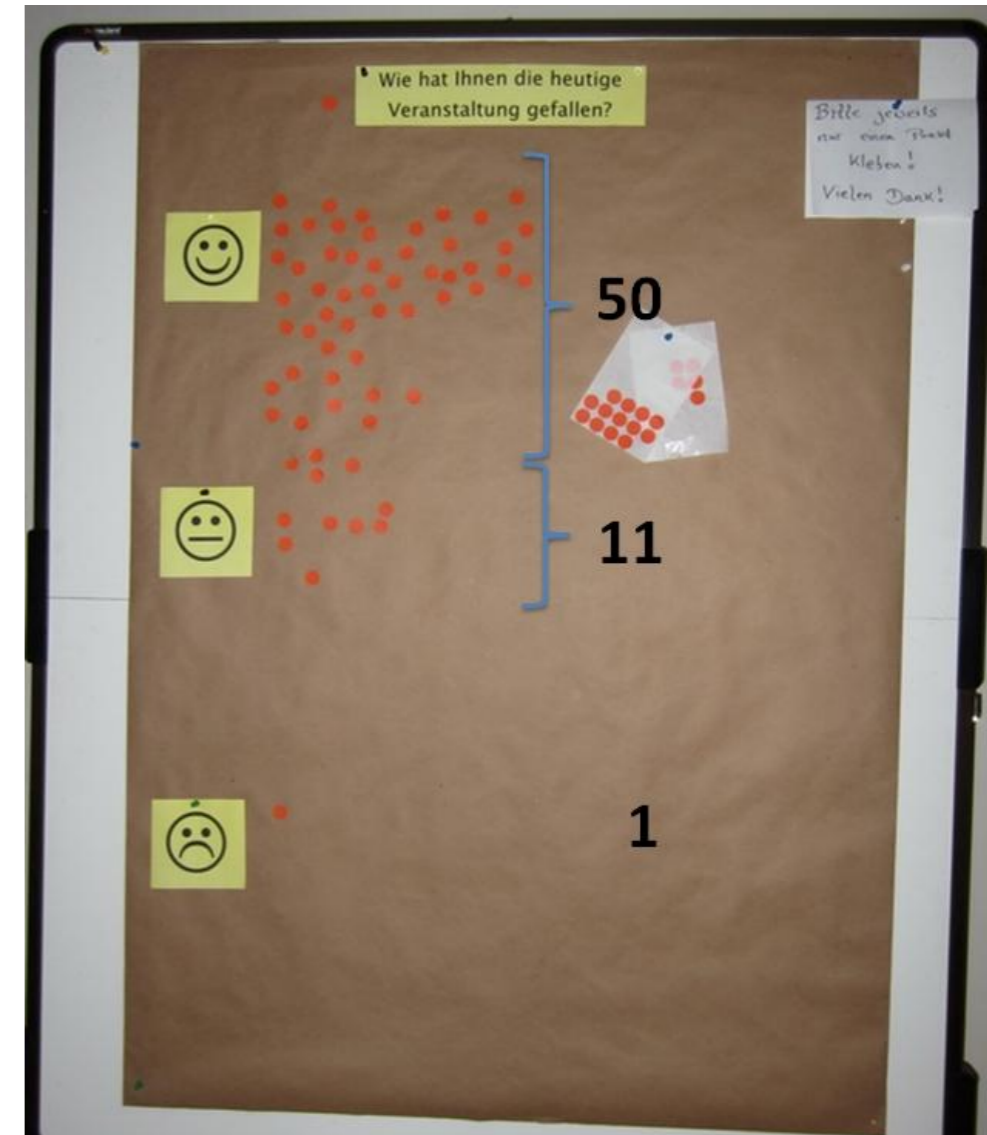 Wie hat Ihnen die heutige
Veranstaltung gefallen?
Bitte jeweils
nur einen Punkt
Kleben!
Vielen Dank!
50
11
1